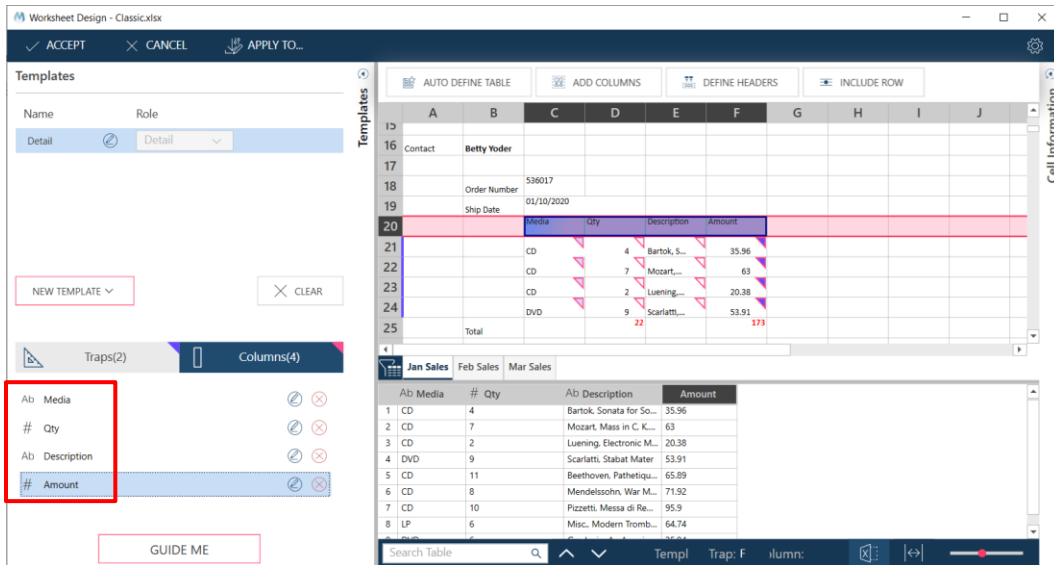 Worksheet Design - Classic.xlsx
ACCEPT CANCEL APPLY TO...
Templates
Name Role
Detail Detail
NEW TEMPLATE CLEAR
Traps(2) Columns(4)
Ab Media
# Qty
Ab Description
# Amount
GUIDE ME
Templates
AUTO DEFINE TABLE ADD COLUMNS DEFINE HEADERS INCLUDE ROW
A B C D E F G H I J
15
16 Contact Betty Yoder
17
18 Order Number 536017
19 Ship Date 01/10/2020
20 Media Qty Description Amount
21 CD 4 Bartok, S... 35.96
22 CD 7 Mozart,... 63
23 CD 2 Luening,... 20.38
24 DVD 9 Scarlatti,... 53.91
25 Total 22 173
Jan Sales Feb Sales Mar Sales
Ab Media # Qty Ab Description Amount
1 CD 4 Bartok, Sonata for So... 35.96
2 CD 7 Mozart, Mass in C, K.... 63
3 CD 2 Luening, Electronic M... 20.38
4 DVD 9 Scarlatti, Stabat Mater 53.91
5 CD 11 Beethoven, Pathetiqu... 65.89
6 CD 8 Mendelssohn, War M... 71.92
7 CD 10 Pizzetti, Messa di Re... 95.9
8 LP 6 Misc., Modern Tromb... 64.74
Search Table Templ Trap: F olumn:
Cell Information